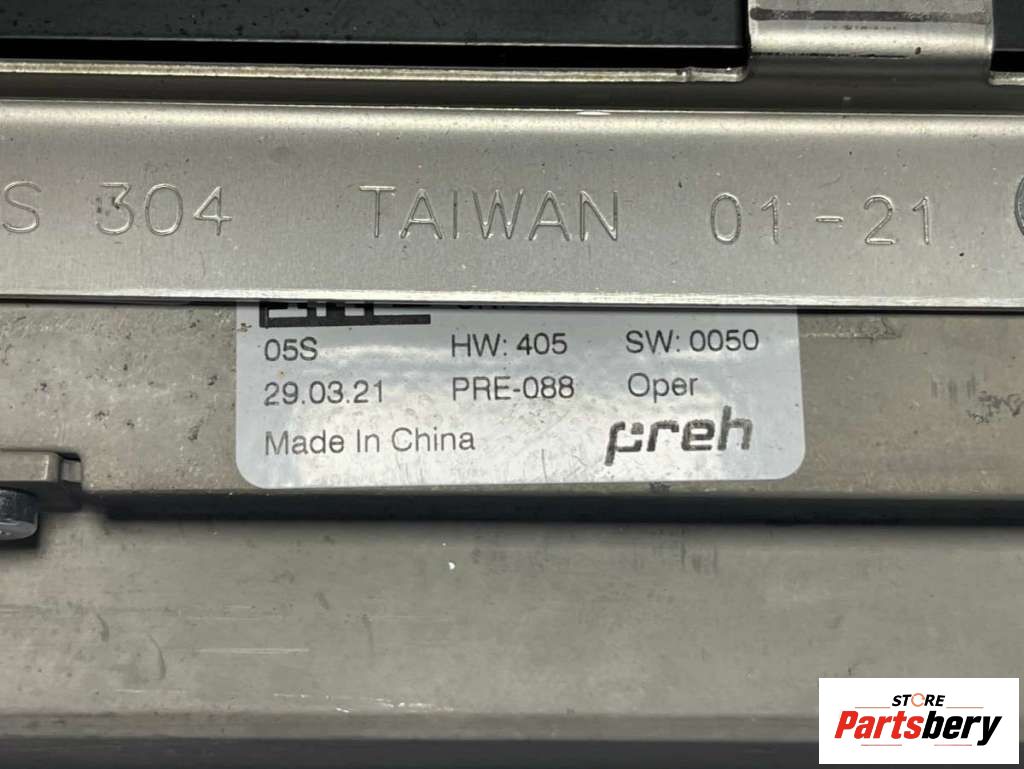 S 304 TAIWAN 01-21
05S HW: 405 SW: 0050
29.03.21 PRE-088 Oper
Made In China preh
STORE
Partsbery